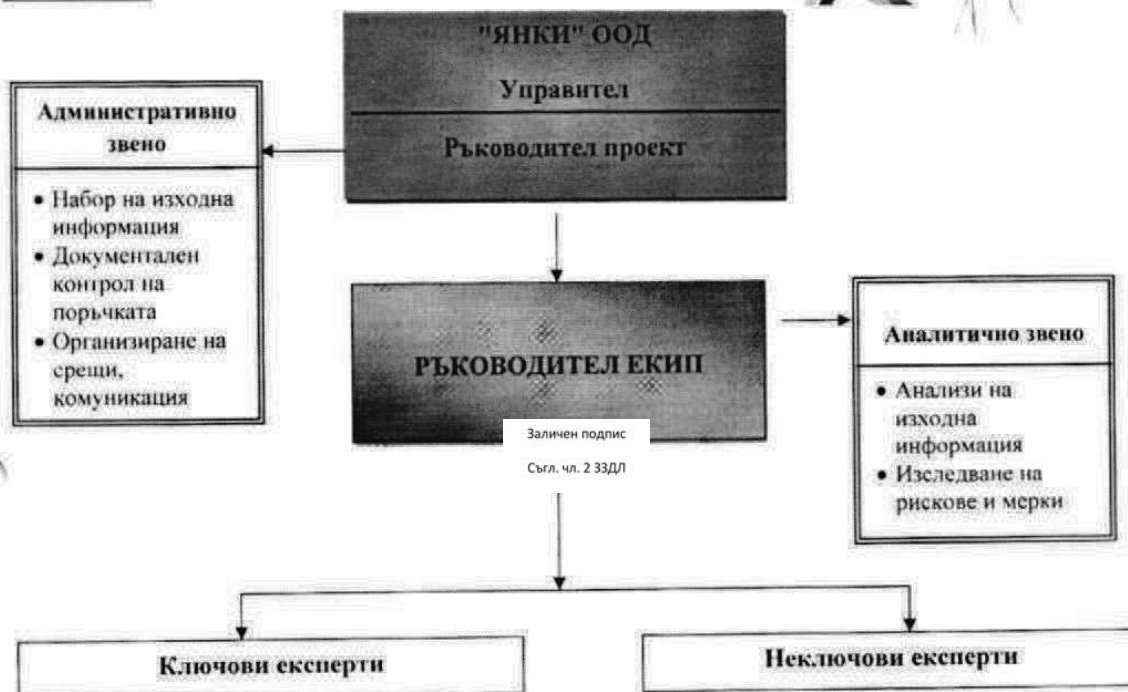 "ЯНКИ" ООД
Управител
Ръководител проект
Административно
звено
• Набор на изходна
информация
• Документален
контрол на
поръчката
• Организиране на
срещи,
комуникация
РЪКОВОДИТЕЛ ЕКИП
Заличен подпис
Съгл. чл. 2 ЗЗДЛ
Аналитично звено
• Анализи на
изходна
информация
• Изследване на
рискове и мерки
Ключови експерти
Неключови експерти